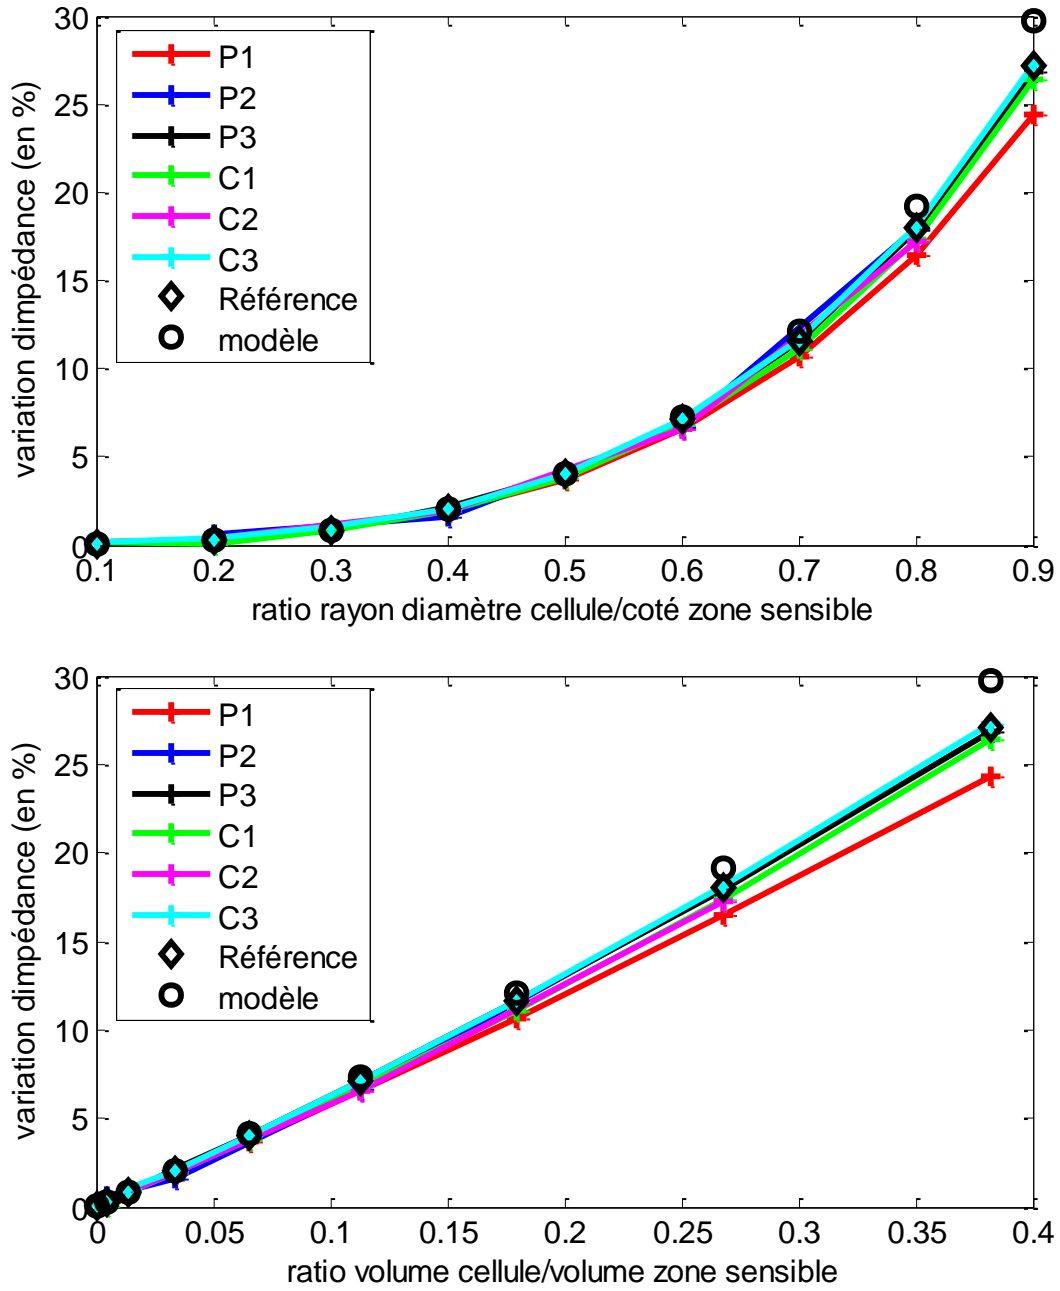 30
25
20
15
10
5
0
variation dimpédance (en %)
P1
P2
P3
C1
C2
C3
Référence
modèle
0.1 0.2 0.3 0.4 0.5 0.6 0.7 0.8 0.9
ratio rayon diamètre cellule/coté zone sensible
30
25
20
15
10
5
0
variation dimpédance (en %)
P1
P2
P3
C1
C2
C3
Référence
modèle
0 0.05 0.1 0.15 0.2 0.25 0.3 0.35 0.4
ratio volume cellule/volume zone sensible